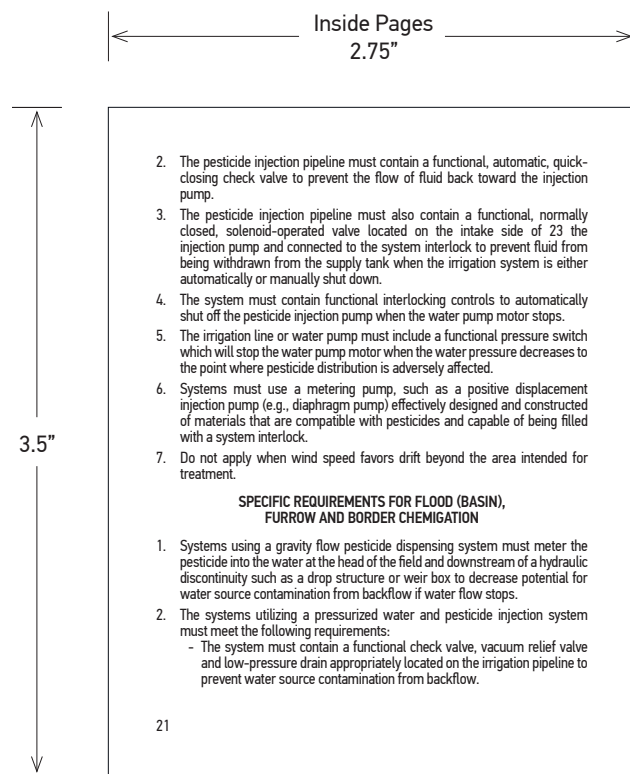 Inside Pages
2.75”
3.5”
2. The pesticide injection pipeline must contain a functional, automatic, quick-
closing check valve to prevent the flow of fluid back toward the injection
pump.
3. The pesticide injection pipeline must also contain a functional, normally
closed, solenoid-operated valve located on the intake side of 23 the
injection pump and connected to the system interlock to prevent fluid from
being withdrawn from the supply tank when the irrigation system is either
automatically or manually shut down.
4. The system must contain functional interlocking controls to automatically
shut off the pesticide injection pump when the water pump motor stops.
5. The irrigation line or water pump must include a functional pressure switch
which will stop the water pump motor when the water pressure decreases to
the point where pesticide distribution is adversely affected.
6. Systems must use a metering pump, such as a positive displacement
injection pump (e.g., diaphragm pump) effectively designed and constructed
of materials that are compatible with pesticides and capable of being filled
with a system interlock.
7. Do not apply when wind speed favors drift beyond the area intended for
treatment.
SPECIFIC REQUIREMENTS FOR FLOOD (BASIN),
FURROW AND BORDER CHEMIGATION
1. Systems using a gravity flow pesticide dispensing system must meter the
pesticide into the water at the head of the field and downstream of a hydraulic
discontinuity such as a drop structure or weir box to decrease potential for
water source contamination from backflow if water flow stops.
2. The systems utilizing a pressurized water and pesticide injection system
must meet the following requirements:
- The system must contain a functional check valve, vacuum relief valve
and low-pressure drain appropriately located on the irrigation pipeline to
prevent water source contamination from backflow.
21